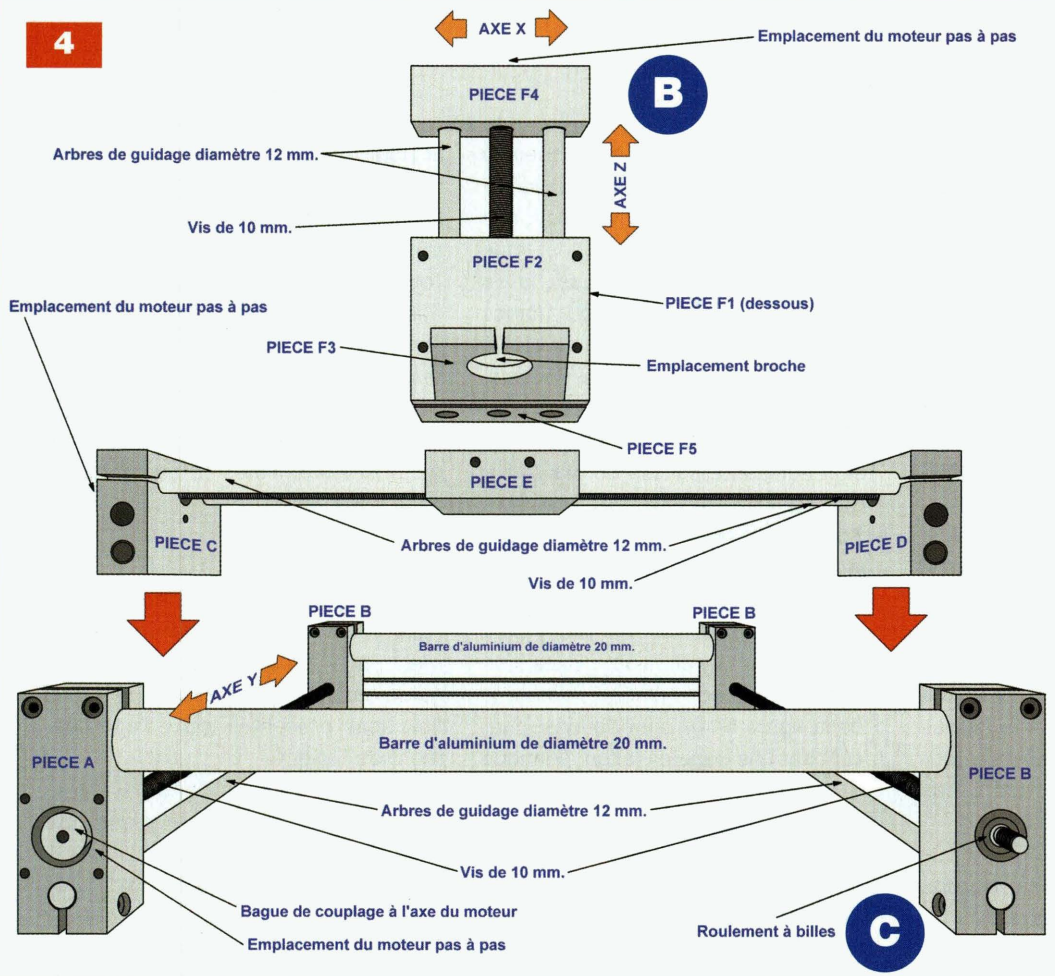 4
AXE X
Emplacement du moteur pas à pas
PIECE F4
B
Arbres de guidage diamètre 12 mm.
AXE Z
Vis de 10 mm.
PIECE F2
Emplacement du moteur pas à pas
PIECE F1 (dessous)
PIECE F3
Emplacement broche
PIECE F5
PIECE E
PIECE C
Arbres de guidage diamètre 12 mm.
PIECE D
Vis de 10 mm.
PIECE B
PIECE B
Barre d'aluminium de diamètre 20 mm.
AXE Y
Barre d'aluminium de diamètre 20 mm.
PIECE A
PIECE B
Arbres de guidage diamètre 12 mm.
Vis de 10 mm.
Bague de couplage à l'axe du moteur
Roulement à billes
C
Emplacement du moteur pas à pas